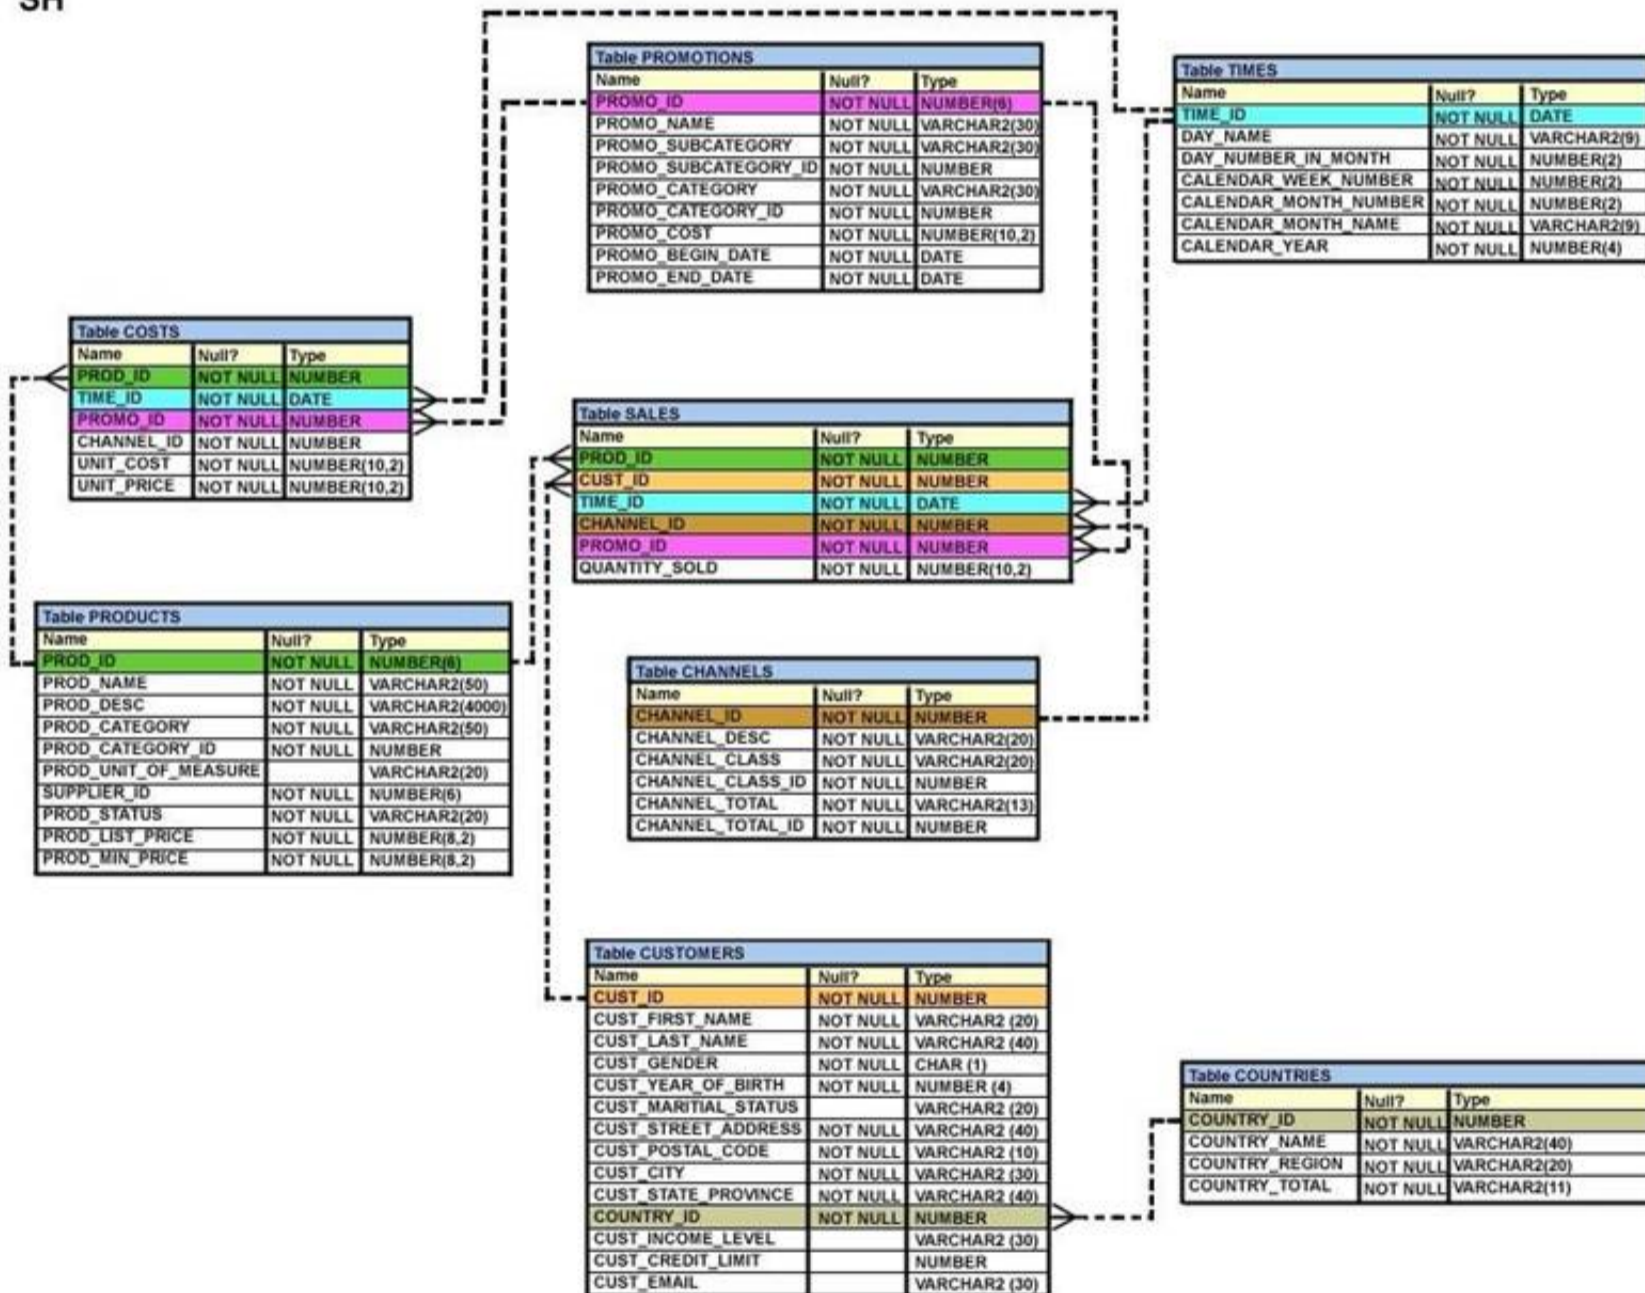 SH
Table PROMOTIONS
Name Null? Type
PROMO_ID NOT NULL NUMBER(6)
PROMO_NAME NOT NULL VARCHAR2(30)
PROMO_SUBCATEGORY NOT NULL VARCHAR2(30)
PROMO_SUBCATEGORY_ID NOT NULL NUMBER
PROMO_CATEGORY NOT NULL VARCHAR2(30)
PROMO_CATEGORY_ID NOT NULL NUMBER
PROMO_COST NOT NULL NUMBER(10,2)
PROMO_BEGIN_DATE NOT NULL DATE
PROMO_END_DATE NOT NULL DATE
Table TIMES
Name Null? Type
TIME_ID NOT NULL DATE
DAY_NAME NOT NULL VARCHAR2(9)
DAY_NUMBER_IN_MONTH NOT NULL NUMBER(2)
CALENDAR_WEEK_NUMBER NOT NULL NUMBER(2)
CALENDAR_MONTH_NUMBER NOT NULL NUMBER(2)
CALENDAR_MONTH_NAME NOT NULL VARCHAR2(9)
CALENDAR_YEAR NOT NULL NUMBER(4)
Table COSTS
Name Null? Type
PROD_ID NOT NULL NUMBER
TIME_ID NOT NULL DATE
PROMO_ID NOT NULL NUMBER
CHANNEL_ID NOT NULL NUMBER
UNIT_COST NOT NULL NUMBER(10,2)
UNIT_PRICE NOT NULL NUMBER(10,2)
Table SALES
Name Null? Type
PROD_ID NOT NULL NUMBER
CUST_ID NOT NULL NUMBER
TIME_ID NOT NULL DATE
CHANNEL_ID NOT NULL NUMBER
PROMO_ID NOT NULL NUMBER
QUANTITY_SOLD NOT NULL NUMBER(10,2)
Table PRODUCTS
Name Null? Type
PROD_ID NOT NULL NUMBER(6)
PROD_NAME NOT NULL VARCHAR2(50)
PROD_DESC NOT NULL VARCHAR2(4000)
PROD_CATEGORY NOT NULL VARCHAR2(50)
PROD_CATEGORY_ID NOT NULL NUMBER
PROD_UNIT_OF_MEASURE VARCHAR2(20)
SUPPLIER_ID NOT NULL NUMBER(6)
PROD_STATUS NOT NULL VARCHAR2(20)
PROD_LIST_PRICE NOT NULL NUMBER(8,2)
PROD_MIN_PRICE NOT NULL NUMBER(8,2)
Table CHANNELS
Name Null? Type
CHANNEL_ID NOT NULL NUMBER
CHANNEL_DESC NOT NULL VARCHAR2(20)
CHANNEL_CLASS NOT NULL VARCHAR2(20)
CHANNEL_CLASS_ID NOT NULL NUMBER
CHANNEL_TOTAL NOT NULL VARCHAR2(13)
CHANNEL_TOTAL_ID NOT NULL NUMBER
Table CUSTOMERS
Name Null? Type
CUST_ID NOT NULL NUMBER
CUST_FIRST_NAME NOT NULL VARCHAR2 (20)
CUST_LAST_NAME NOT NULL VARCHAR2 (40)
CUST_GENDER NOT NULL CHAR (1)
CUST_YEAR_OF_BIRTH NOT NULL NUMBER (4)
CUST_MARITIAL_STATUS VARCHAR2 (20)
CUST_STREET_ADDRESS NOT NULL VARCHAR2 (40)
CUST_POSTAL_CODE NOT NULL VARCHAR2 (10)
CUST_CITY NOT NULL VARCHAR2 (30)
CUST_STATE_PROVINCE NOT NULL VARCHAR2 (40)
COUNTRY_ID NOT NULL NUMBER
CUST_INCOME_LEVEL VARCHAR2 (30)
CUST_CREDIT_LIMIT NUMBER
CUST_EMAIL VARCHAR2 (30)
Table COUNTRIES
Name Null? Type
COUNTRY_ID NOT NULL NUMBER
COUNTRY_NAME NOT NULL VARCHAR2(40)
COUNTRY_REGION NOT NULL VARCHAR2(20)
COUNTRY_TOTAL NOT NULL VARCHAR2(11)